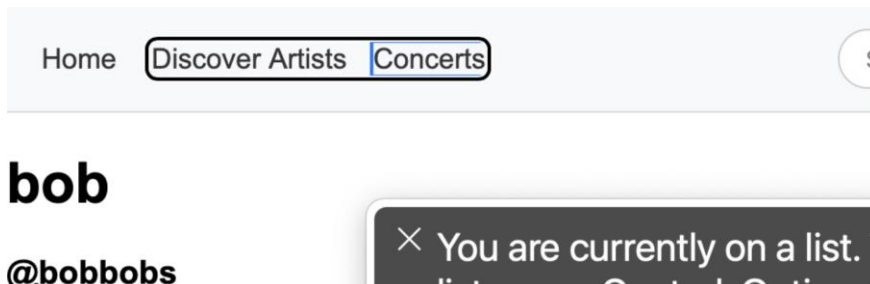 Home Discover Artists Concerts
bob
@bobbobs
You are currently on a list.